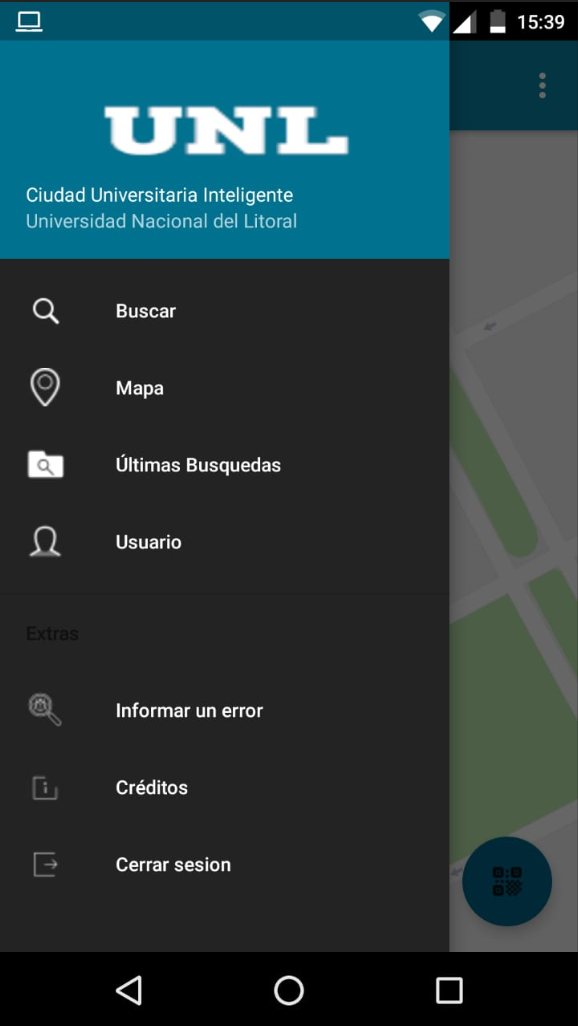 15:39
UNL
Ciudad Universitaria Inteligente
Universidad Nacional del Litoral
Buscar
Mapa
Últimas Busquedas
Usuario
Extras
Informar un error
Créditos
Cerrar sesion